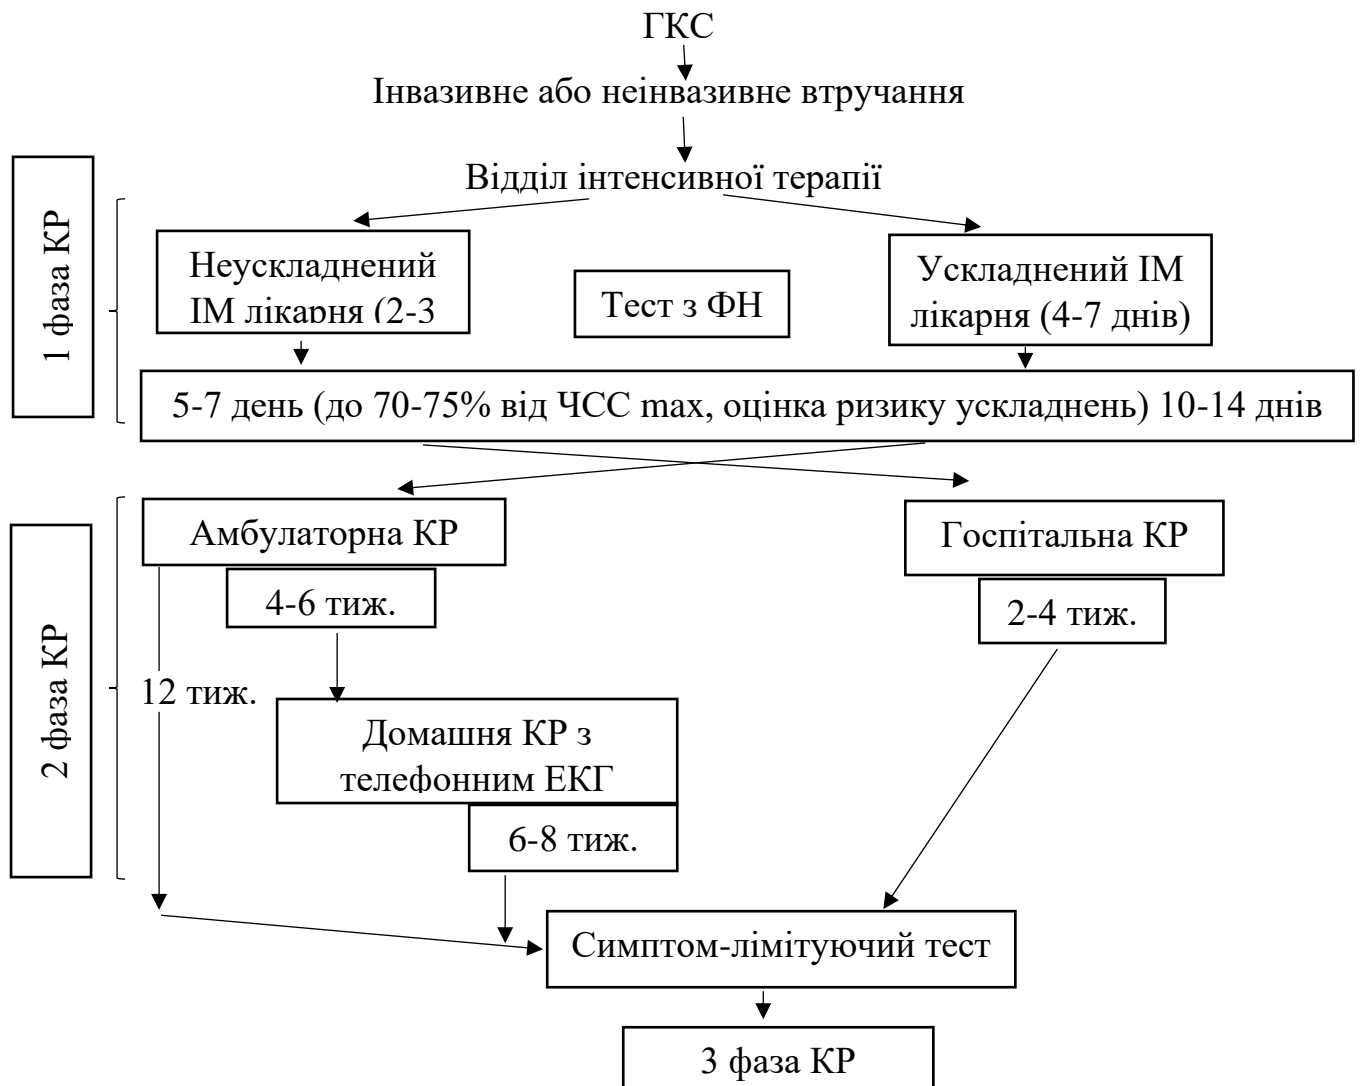 ГКС
Інвазивне або неінвазивне втручання
Відділ інтенсивної терапії
1 фаза КР
Неускладнений
ІМ лікарня (2-3
Тест з ФН
Ускладнений ІМ
лікарня (4-7 днів)
5-7 день (до 70-75% від ЧСС max, оцінка ризику ускладнень) 10-14 днів
2 фаза КР
Амбулаторна КР
4-6 тиж.
Госпітальна КР
2-4 тиж.
12 тиж.
Домашня КР з
телефонним ЕКГ
6-8 тиж.
Симптом-лімітуючий тест
3 фаза КР